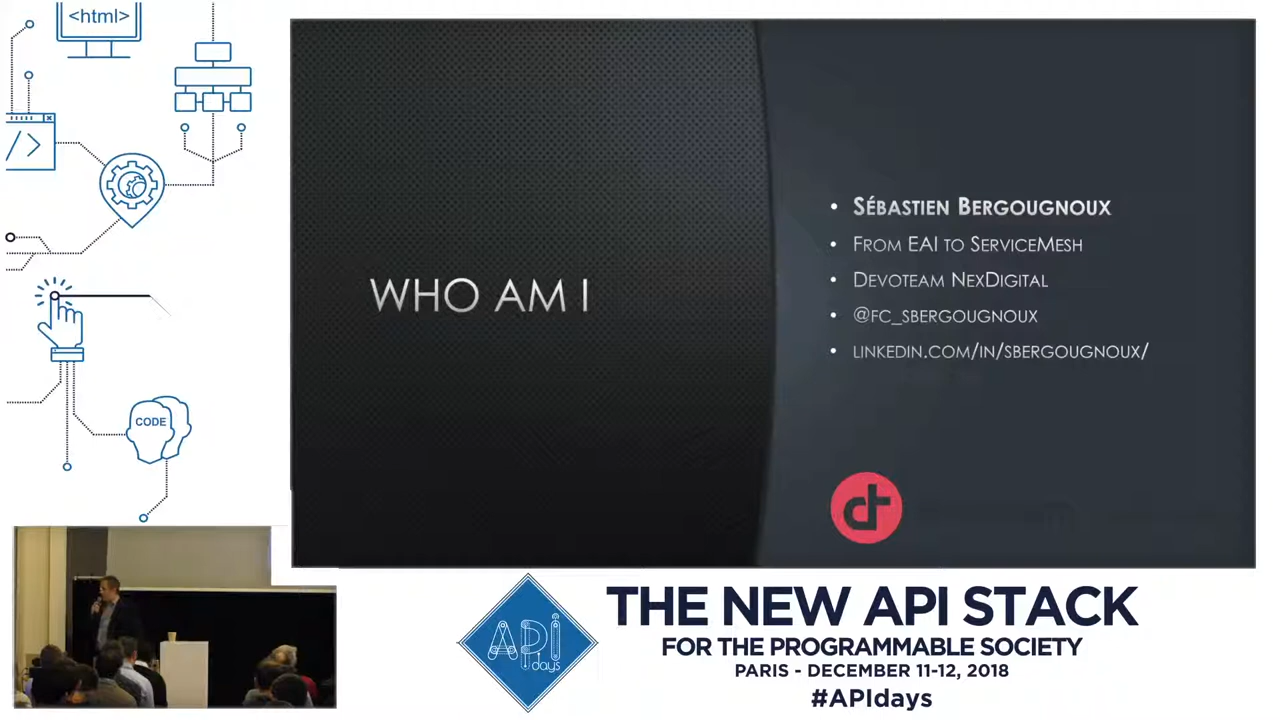 <html>
/>
CODE
WHO AM I
• SÉBASTIEN BERGOUGNOUX
• FROM EAI TO SERVICEMESH
• DEVOTEAM NEXDIGITAL
• @FC_SBERGOUGNOUX
• LINKEDIN.COM/IN/SBERGOUGNOUX/
dt
API
days
THE NEW API STACK
FOR THE PROGRAMMABLE SOCIETY
PARIS - DECEMBER 11-12, 2018
#APIdays